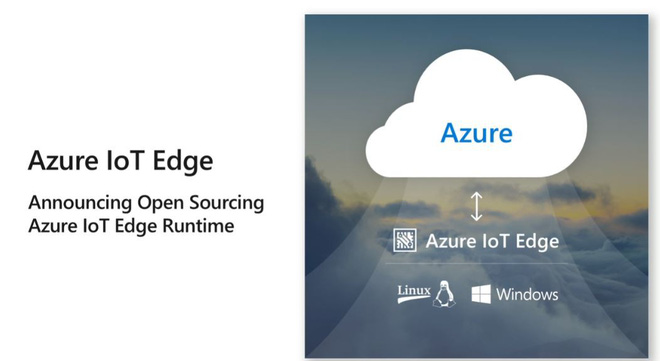 Azure IoT Edge
Announcing Open Sourcing
Azure IoT Edge Runtime
Azure
Azure IoT Edge
Linux Windows